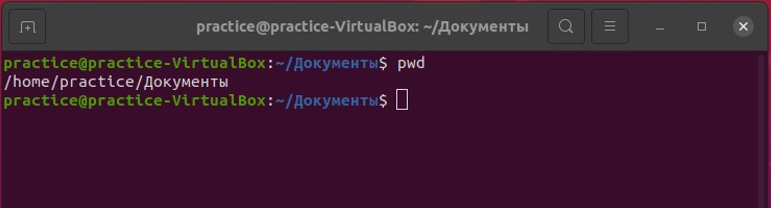 practice@practice-VirtualBox: ~/Документы
practice@practice-VirtualBox:~/Документы$ pwd
/home/practice/Документы
practice@practice-VirtualBox:~/Документы$